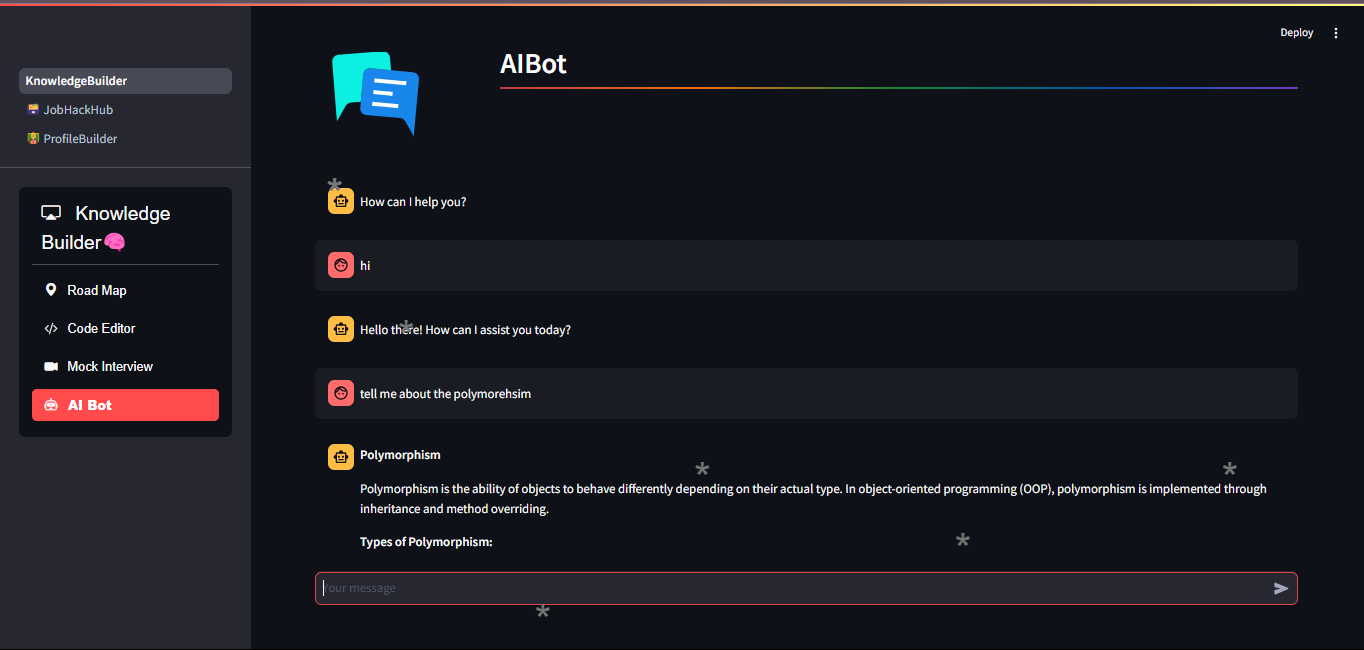 Deploy
KnowledgeBuilder
JobHackHub
ProfileBuilder
Knowledge
Builder
Road Map
Code Editor
Mock Interview
AI Bot
AIBot
How can I help you?
hi
Hello there! How can I assist you today?
tell me about the polymorehsim
Polymorphism
Polymorphism is the ability of objects to behave differently depending on their actual type. In object-oriented programming (OOP), polymorphism is implemented through
inheritance and method overriding.
Types of Polymorphism:
Your message